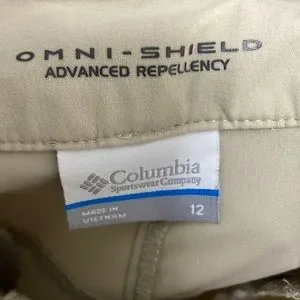 OMNI-SHIELD
ADVANCED REPELLENCY
Columbia
Sportswear Company
MADE IN
VIETNAM
12